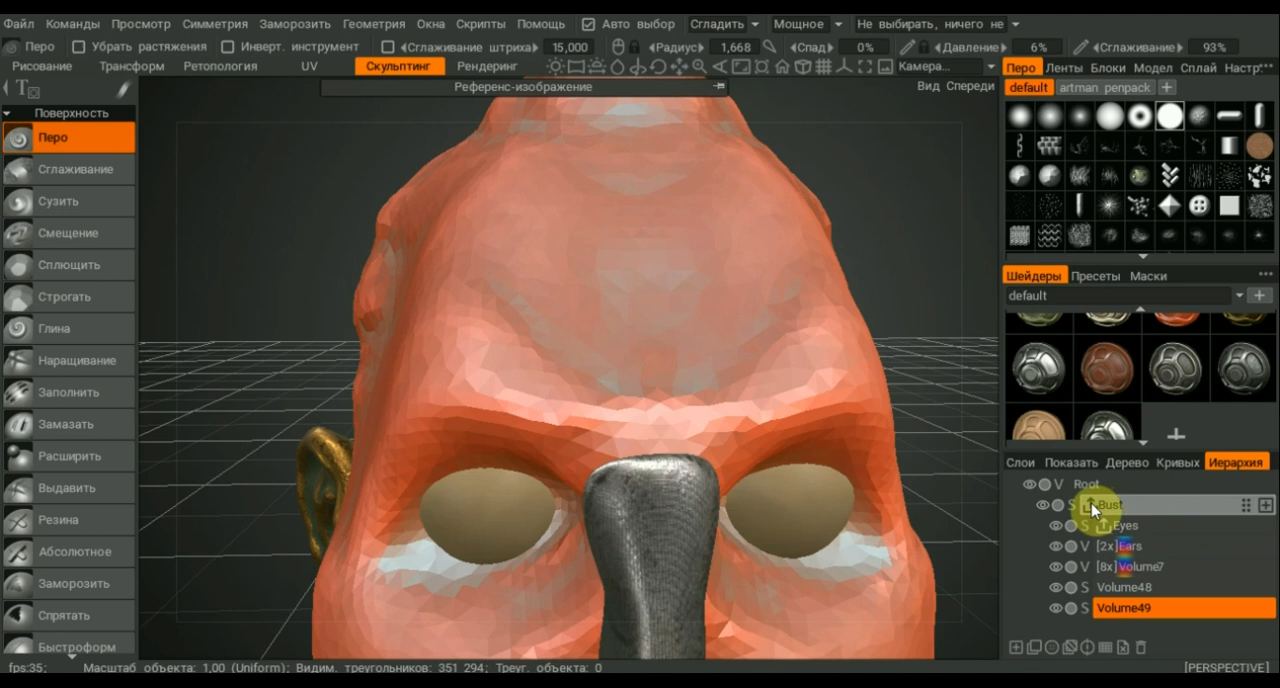 Файл Команды Просмотр Симметрия Заморозить Геометрия Окна Скрипты Помощь Авто выбор Сгладить Мощное Не выбирать, ничего не
Перо Убрать растяжения Инверт. инструмент Сглаживание штриха 15,000 Радиус 1,668 Спад 0% Давление 6% Сглаживание 93%
Рисование Трансформ Ретопология UV Скульптинг Рендеринг Камера...
Перо Ленты Блоки Модел Сплай Настр
Референс-изображение
Вид Спереди
default artman penpack
Поверхность
Перо
Сглаживание
Сузить
Смещение
Сплющить
Строгать
Глина
Наращивание
Заполнить
Замазать
Расширить
Выдавить
Резина
Абсолютное
Заморозить
Спрятать
Быстроформ
Шейдеры Пресеты Маски
default
Слои Показать Дерево Кривых Иерархия
V Root
S Bust
S Eyes
V [2x]Ears
V [8x]Volume7
S Volume48
S Volume49
fps:35; Масштаб объекта: 1,00 (Uniform); Видим. треугольников: 351 294; Треуг. объекта: 0
[PERSPECTIVE]